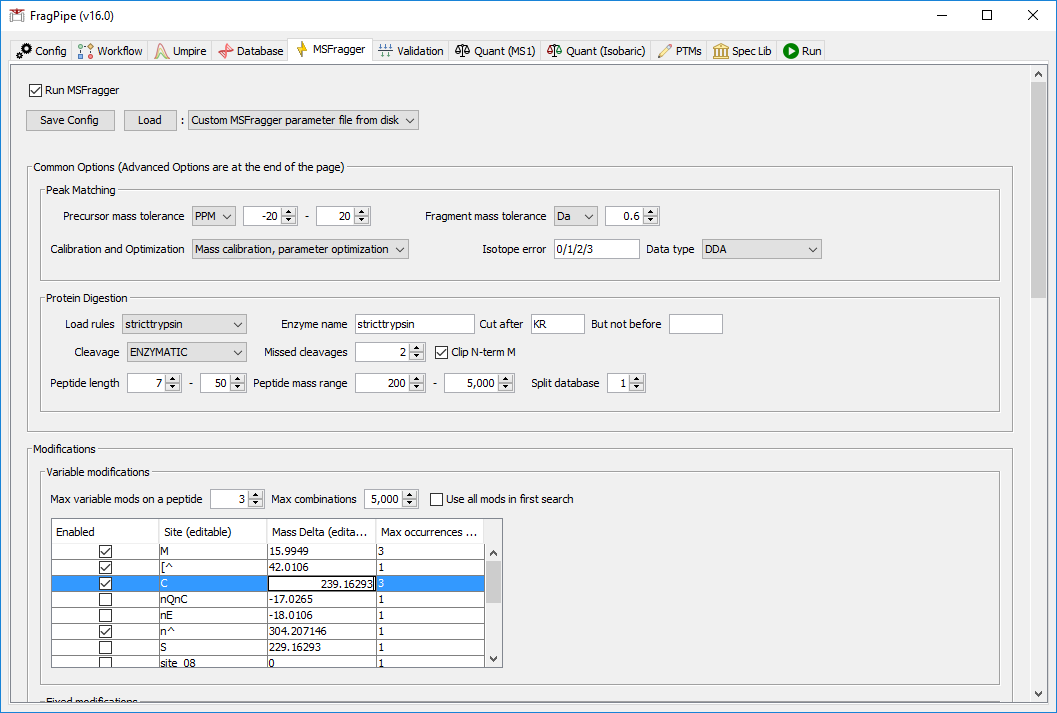 FragPipe (v16.0)
Config Workflow Umpire Database MSFragger Validation Quant (MS1) Quant (Isobaric) PTMs Spec Lib Run
Run MSFragger
Save Config Load : Custom MSFragger parameter file from disk
Common Options (Advanced Options are at the end of the page)
Peak Matching
Precursor mass tolerance PPM -20 - 20 Fragment mass tolerance Da 0.6
Calibration and Optimization Mass calibration, parameter optimization Isotope error 0/1/2/3 Data type DDA
Protein Digestion
Load rules stricttrypsin Enzyme name stricttrypsin Cut after KR But not before
Cleavage ENZYMATIC Missed cleavages 2 Clip N-term M
Peptide length 7 - 50 Peptide mass range 200 - 5,000 Split database 1
Modifications
Variable modifications
Max variable mods on a peptide 3 Max combinations 5,000 Use all mods in first search
Enabled Site (editable) Mass Delta (edita... Max occurrences ...
M 15.9949 3
[^ 42.0106 1
C 239.16293 3
nQnC -17.0265 1
nE -18.0106 1
n^ 304.207146 1
S 229.16293 1
site_08 0 1
Fixed modifications